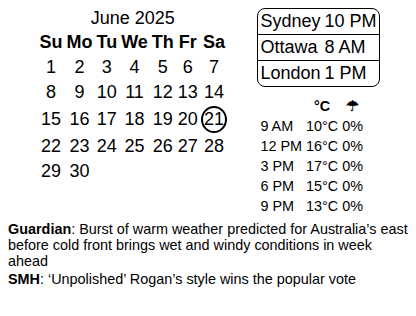 June 2025
Su Mo Tu We Th Fr Sa
1 2 3 4 5 6 7
8 9 10 11 12 13 14
15 16 17 18 19 20 21
22 23 24 25 26 27 28
29 30
Sydney 10 PM
Ottawa 8 AM
London 1 PM
°C ☂
9 AM 10°C 0%
12 PM 16°C 0%
3 PM 17°C 0%
6 PM 15°C 0%
9 PM 13°C 0%
Guardian: Burst of warm weather predicted for Australia’s east
before cold front brings wet and windy conditions in week
ahead
SMH: ‘Unpolished’ Rogan’s style wins the popular vote